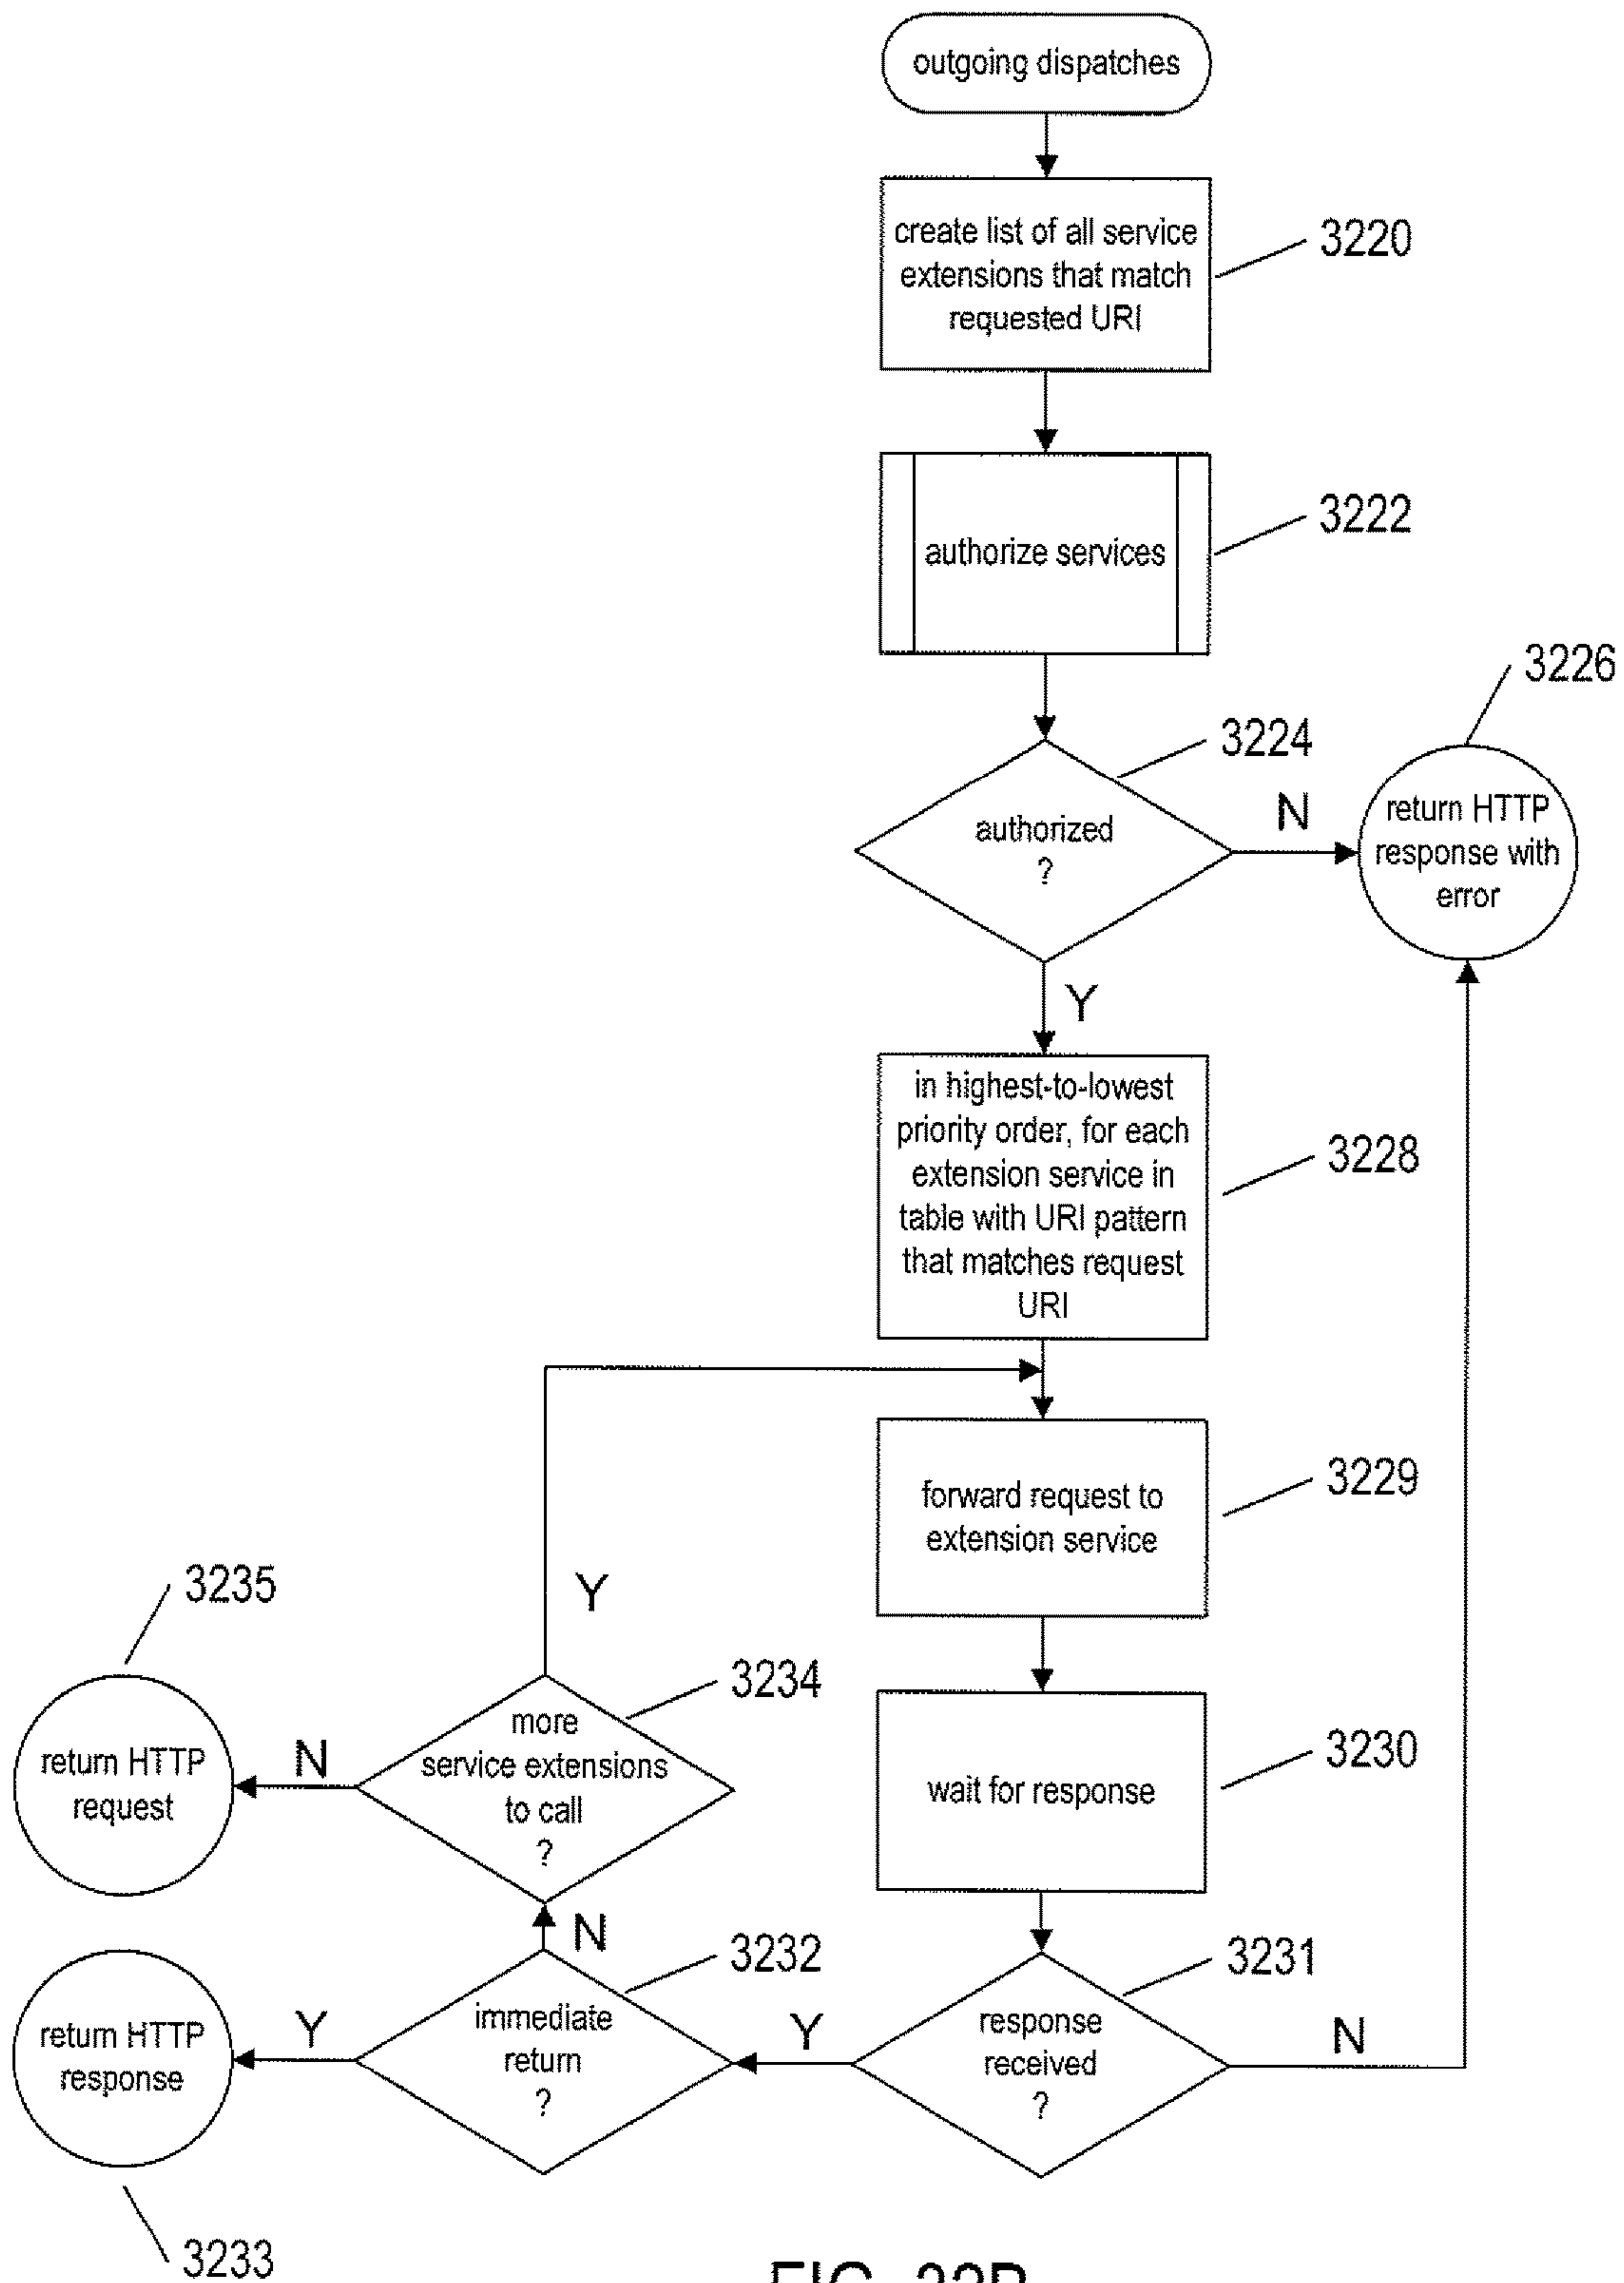 outgoing dispatches
create list of all service
extensions that match
requested URI
3220
authorize services
3222
3226
3224
authorized
?
N
return HTTP
response with
error
Y
in highest-to-lowest
priority order, for each
extension service in
table with URI pattern
that matches request
URI
3228
forward request to
extension service
3229
Y
3235
3234
more
service extensions
to call
?
N
return HTTP
request
wait for response
3230
N
3232
3231
immediate
return
?
Y
return HTTP
response
Y
response
received
?
N
3233